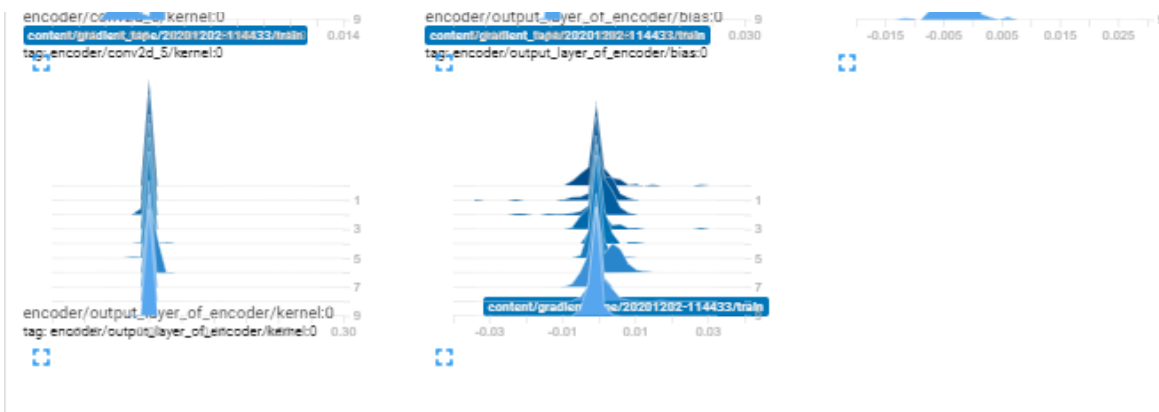 encoder/conv2d_5/kernel:0
9
content/gradient_tape/20201202-114433/train
0.014
tag: encoder/conv2d_5/kernel:0
encoder/output_layer_of_encoder/bias:0
9
content/gradient_tape/20201202-114433/train
0.030
tag: encoder/output_layer_of_encoder/bias:0
9
-0.015 -0.005 0.005 0.015 0.025
1
3
5
7
9
encoder/output_layer_of_encoder/kernel:0
tag: encoder/output_layer_of_encoder/kernel:0
0.30
1
3
5
7
content/gradient_tape/20201202-114433/train
-0.03 -0.01 0.01 0.03